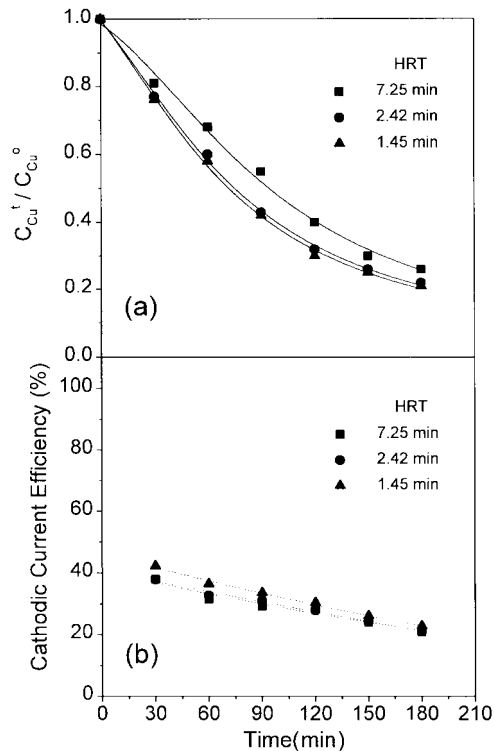 1.0
0.8
0.6
0.4
0.2
0.0
C_Cu^t / C_Cu^o
HRT
7.25 min
2.42 min
1.45 min
(a)
100
80
60
40
20
0
Cathodic Current Efficiency (%)
HRT
7.25 min
2.42 min
1.45 min
(b)
0 30 60 90 120 150 180 210
Time(min)